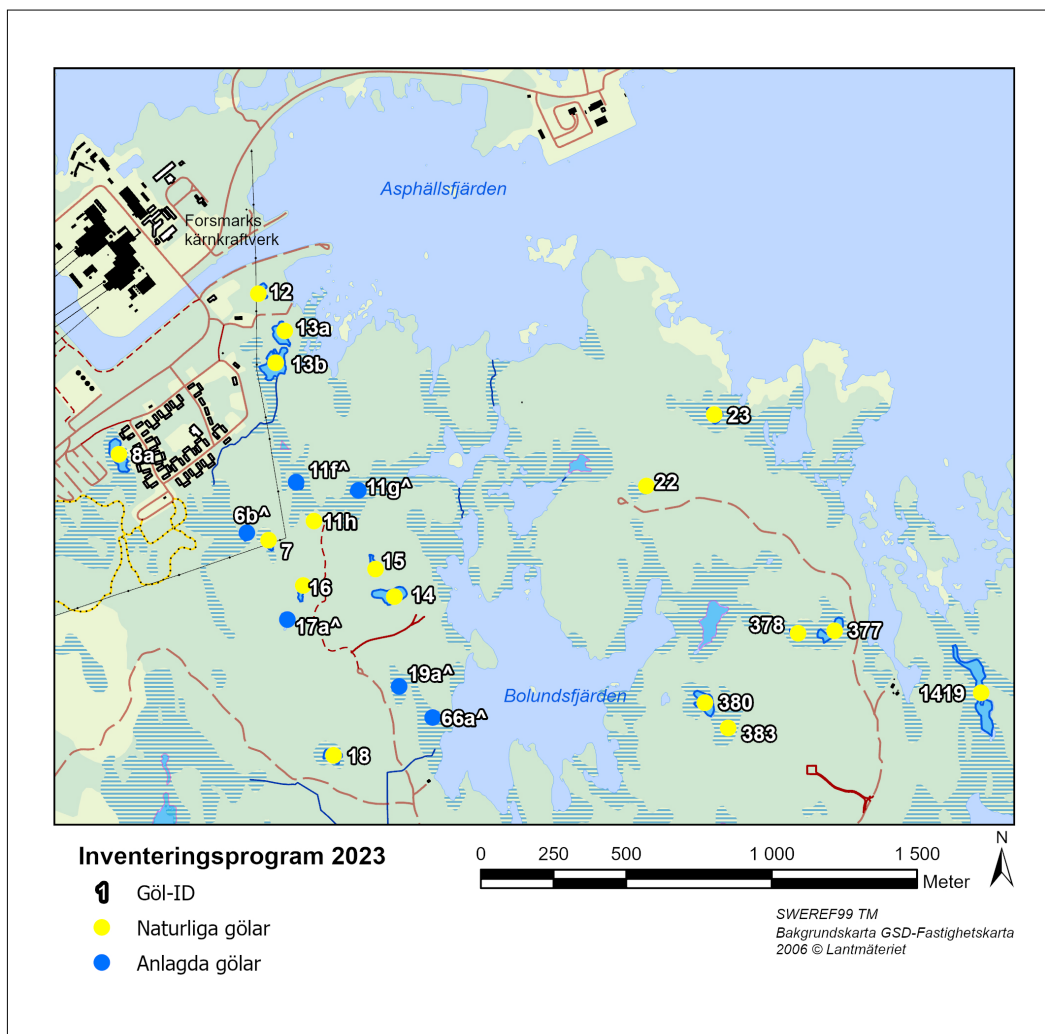 Asphällsfjärden
Forsmarks
kärnkraftverk
12
13a
13b
23
8a
11f^
11g^
22
6b^
11h
7
15
16
14
17a^
378
377
19a^
Bolundsfjärden
380
1419
66a^
383
18
Inventeringsprogram 2023
1 Göl-ID
Naturliga gölar
Anlagda gölar
0 250 500 1 000 1 500
Meter
N
SWEREF99 TM
Bakgrundskarta GSD-Fastighetskarta
2006 © Lantmäteriet